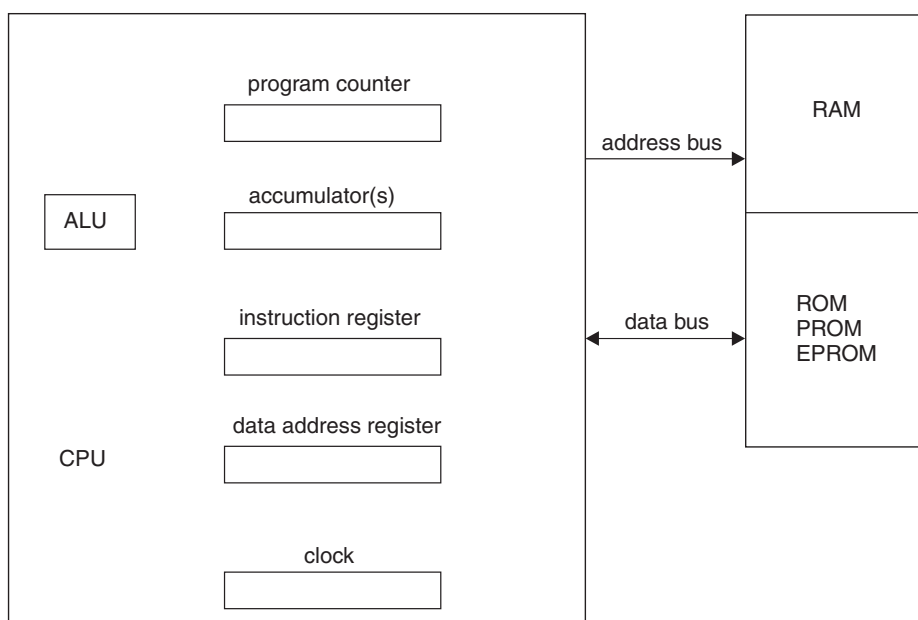 program counter
accumulator(s)
ALU
instruction register
data address register
CPU
clock
address bus
data bus
RAM
ROM
PROM
EPROM